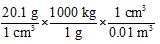 20.1 g / 1 cm³ × 1000 kg / 1 g × 1 cm³ / 0.01 m³